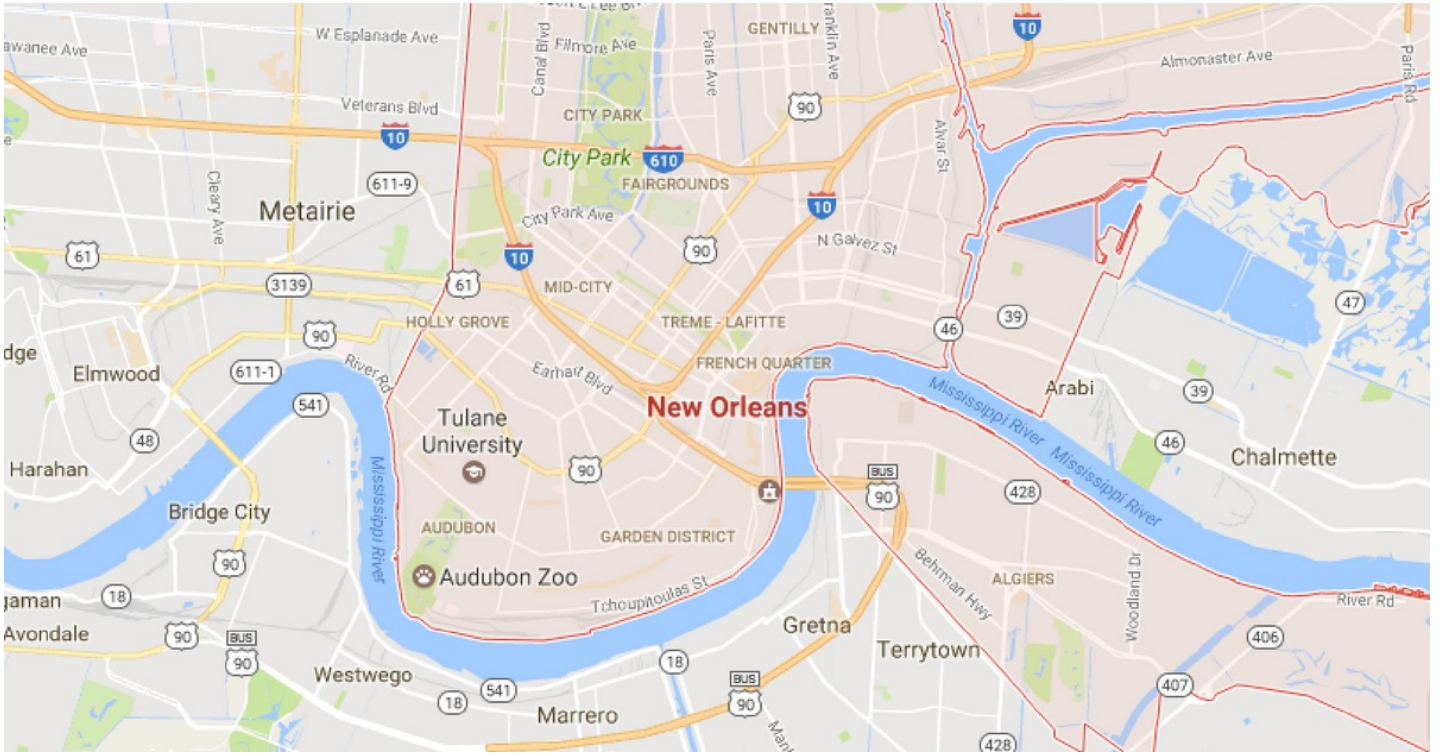 GENTILLY
Franklin Ave
10
W Esplanade Ave
Canal Blvd
Filmore Ave
Paris Ave
Almonaster Ave
Paris Rd
Veterans Blvd
CITY PARK
90
10
City Park
610
Alvar St
611-9
FAIRGROUNDS
Cleary Ave
Metairie
City Park Ave
10
N Galvez St
61
10
90
3139
61
MID-CITY
47
HOLLY GROVE
TREME - LAFITTE
46
39
90
River Rd
Earhart Blvd
FRENCH QUARTER
Elmwood
611-1
541
New Orleans
Mississippi River
Mississippi River
Arabi
39
Tulane
University
48
46
Harahan
Mississippi River
90
BUS
90
Chalmette
428
Bridge City
AUDUBON
GARDEN DISTRICT
90
Audubon Zoo
Tchoupitoulas St
Behrman Hwy
ALGIERS
Woodland Dr
River Rd
18
Avondale
90
BUS
90
Gretna
Terrytown
406
Westwego
18
407
18
541
BUS
90
Marrero
428